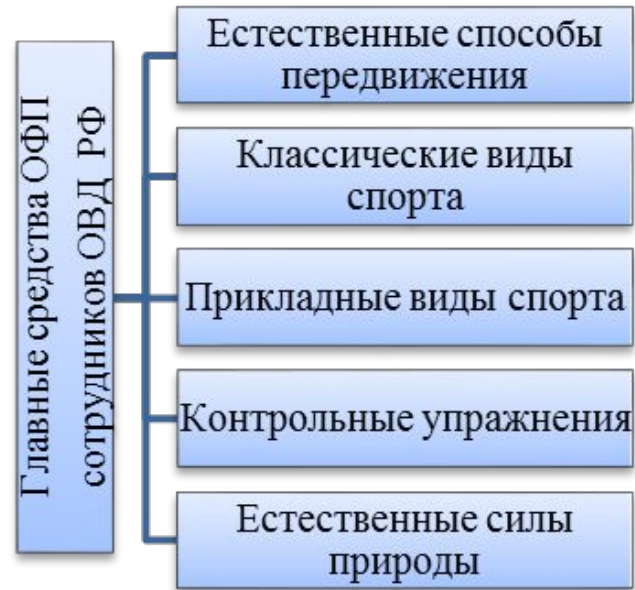 Главные средства ОФП
сотрудников ОВД РФ
Естественные способы
передвижения
Классические виды
спорта
Прикладные виды спорта
Контрольные упражнения
Естественные силы
природы